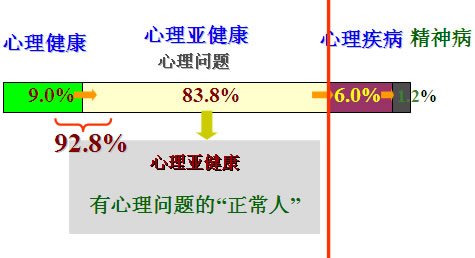 心理健康 心理亚健康 心理疾病 精神病
心理问题
9.0% 83.8% 6.0% 1.2%
92.8%
心理亚健康
有心理问题的“正常人”